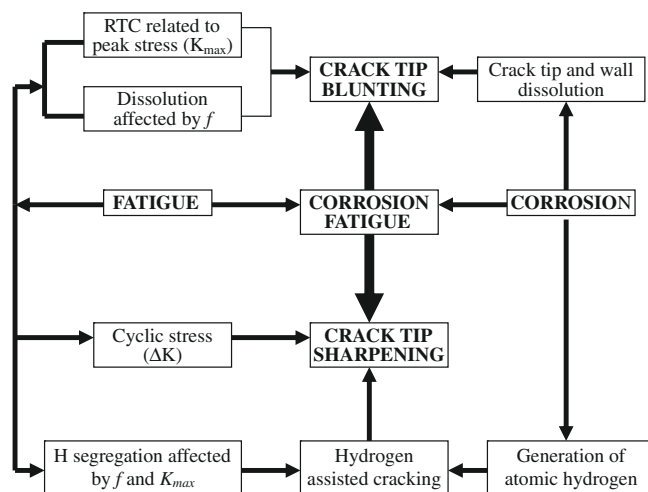 RTC related to
peak stress (Kmax)
CRACK TIP
BLUNTING
Crack tip and wall
dissolution
Dissolution
affected by f
FATIGUE
CORROSION
FATIGUE
CORROSION
Cyclic stress
(ΔK)
CRACK TIP
SHARPENING
H segregation affected
by f and Kmax
Hydrogen
assisted cracking
Generation of
atomic hydrogen